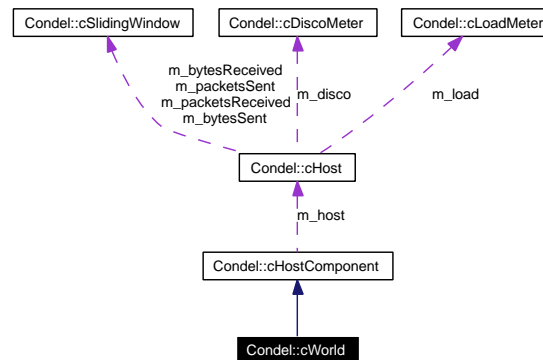 Condel::cSlidingWindow
Condel::cDiscoMeter
Condel::cLoadMeter
m_bytesReceived
m_packetsSent
m_packetsReceived
m_bytesSent
m_disco
m_load
Condel::cHost
m_host
Condel::cHostComponent
Condel::cWorld